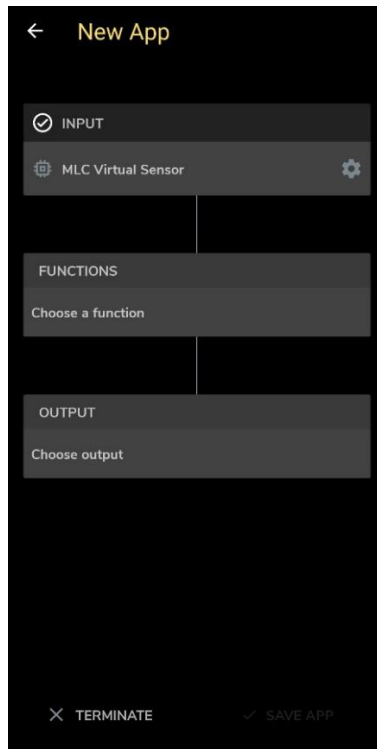 New App
INPUT
MLC Virtual Sensor
FUNCTIONS
Choose a function
OUTPUT
Choose output
TERMINATE
SAVE APP